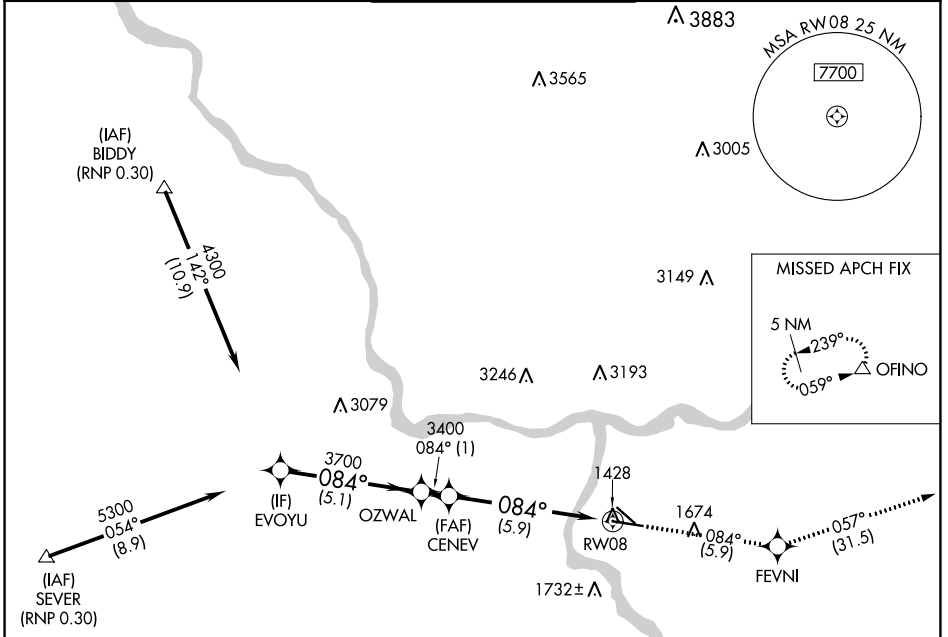 3883
MSA RW08 25 NM
7700
3565
3005
(IAF)
BIDDY
(RNP 0.30)
4300
142°
(10.9)
3149
MISSED APCH FIX
5 NM
239°
059°
OFINO
3246
3193
3079
3400
084° (1)
3700
084°
(5.1)
(IF)
EVOYU
OZWAL
(FAF)
CENEV
084°
(5.9)
1428
RW08
1674
084°
(5.9)
057°
(31.5)
FEVNI
5300
054°
(8.9)
(IAF)
SEVER
(RNP 0.30)
1732±